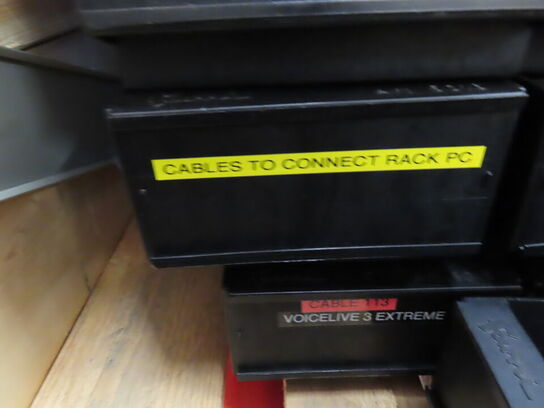 CABLES TO CONNECT RACK PC
CABLE 113
VOICELIVE 3 EXTREME